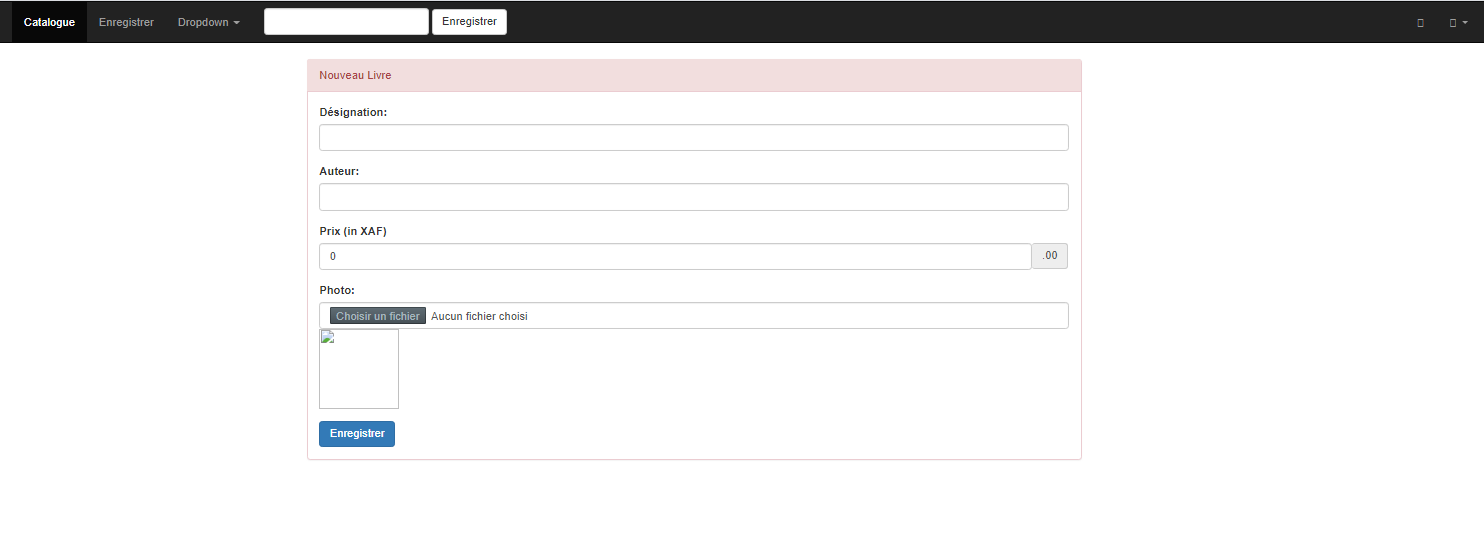 Catalogue Enregistrer Dropdown Enregistrer
Nouveau Livre
Désignation:
Auteur:
Prix (in XAF)
0 .00
Photo:
Choisir un fichier Aucun fichier choisi
Enregistrer